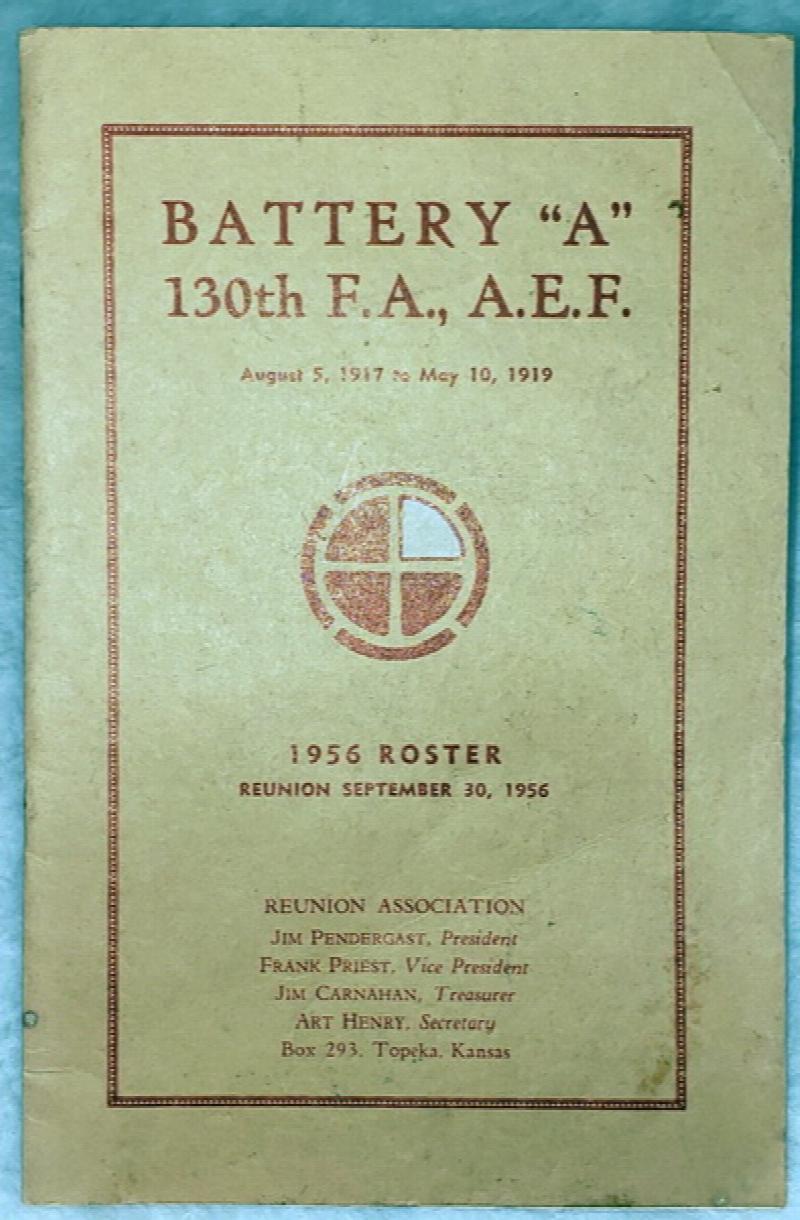 BATTERY “A”
130th F.A., A.E.F.
August 5, 1917 to May 10, 1919
1956 ROSTER
REUNION SEPTEMBER 30, 1956
REUNION ASSOCIATION
JIM PENDERGAST, President
FRANK PRIEST, Vice President
JIM CARNAHAN, Treasurer
ART HENRY, Secretary
Box 293, Topeka, Kansas